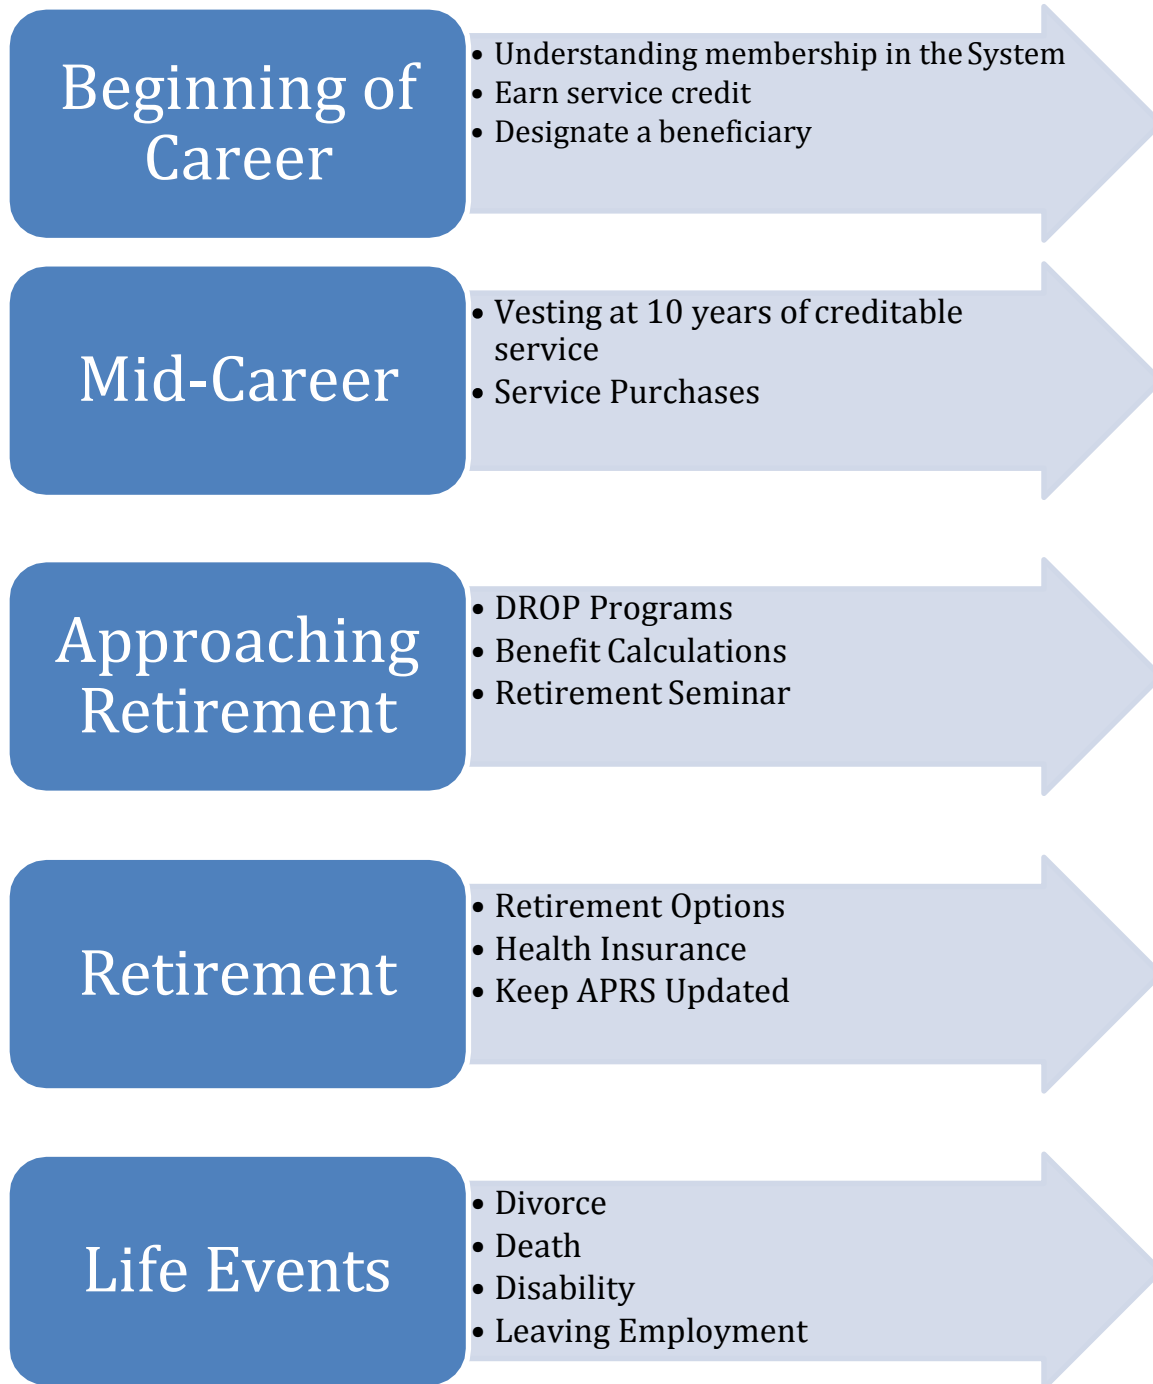 Beginning of
Career
• Understanding membership in the System
• Earn service credit
• Designate a beneficiary
Mid-Career
• Vesting at 10 years of creditable
service
• Service Purchases
Approaching
Retirement
• DROP Programs
• Benefit Calculations
• Retirement Seminar
Retirement
• Retirement Options
• Health Insurance
• Keep APRS Updated
Life Events
• Divorce
• Death
• Disability
• Leaving Employment